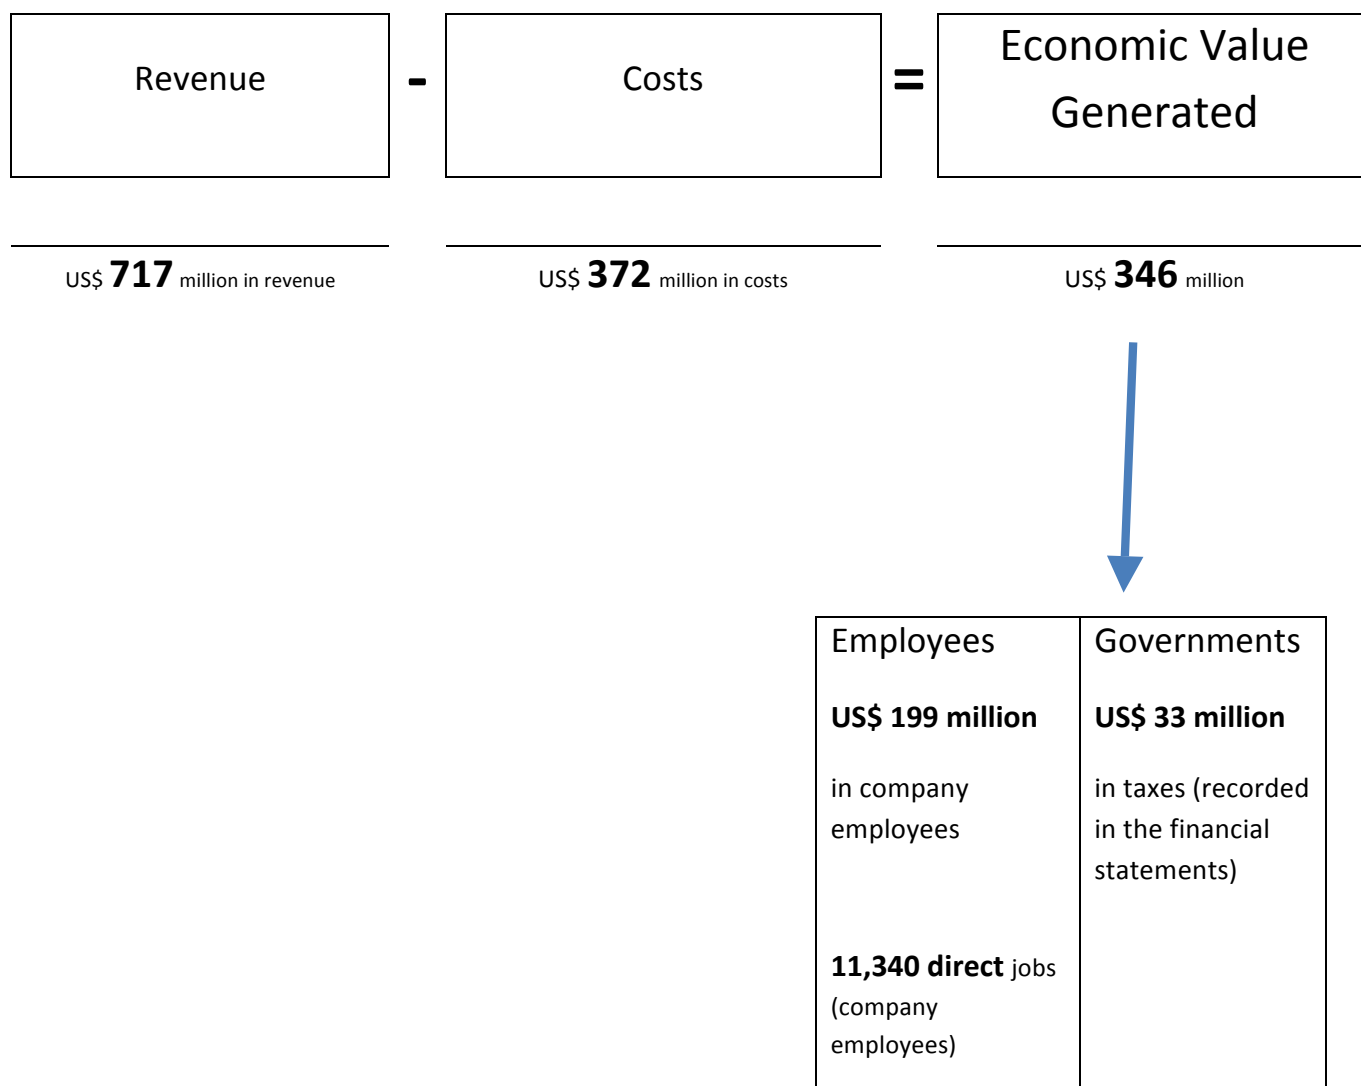 Revenue
-
Costs
=
Economic Value
Generated
US$ 717 million in revenue
US$ 372 million in costs
US$ 346 million
Employees
US$ 199 million
in company
employees
11,340 direct jobs
(company
employees)
Governments
US$ 33 million
in taxes (recorded
in the financial
statements)